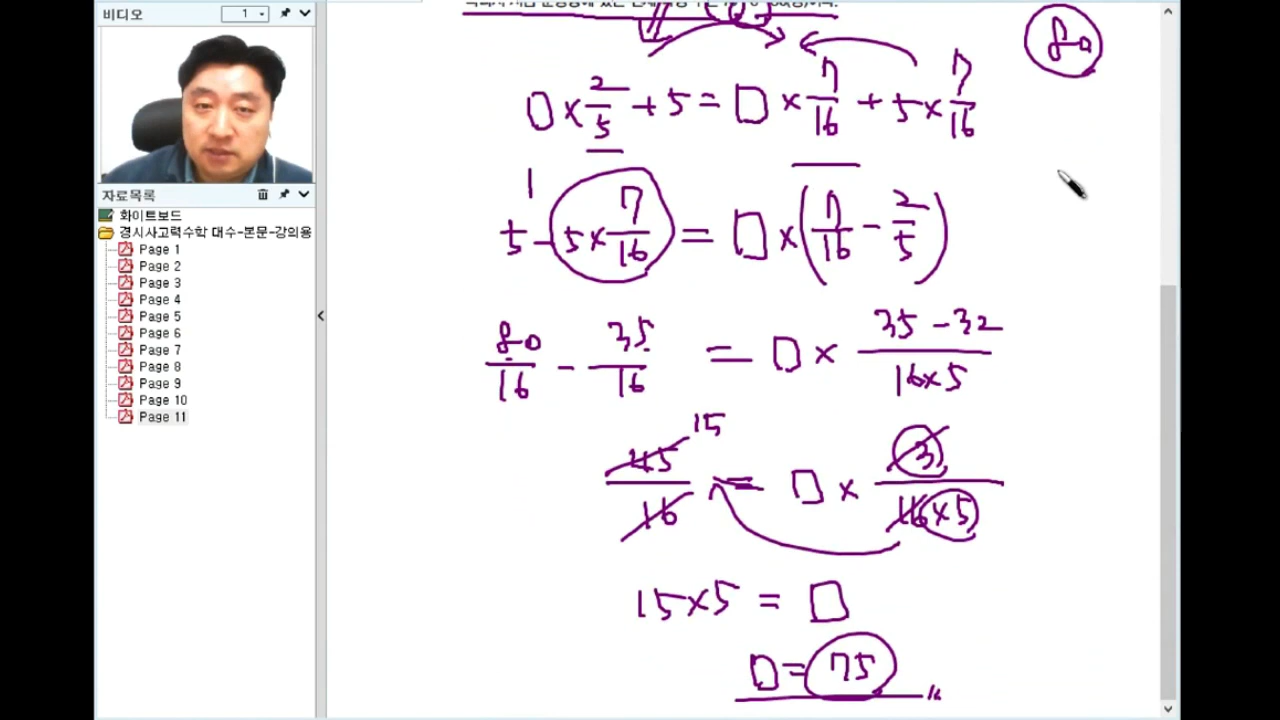 비디오
1
자료목록
화이트보드
경시사고력수학 대수-본문-강의용
Page 1
Page 2
Page 3
Page 4
Page 5
Page 6
Page 7
Page 8
Page 9
Page 10
Page 11
80
□ × 2/5 + 5 = □ × 7/16 + 5 × 7/16
1
5 - 5 × 7/16 = □ × (7/16 - 2/5)
80/16 - 35/16 = □ × (35 - 32)/(16×5)
15
45/16 = □ × 3/(16×5)
15×5 = □
□ = 75